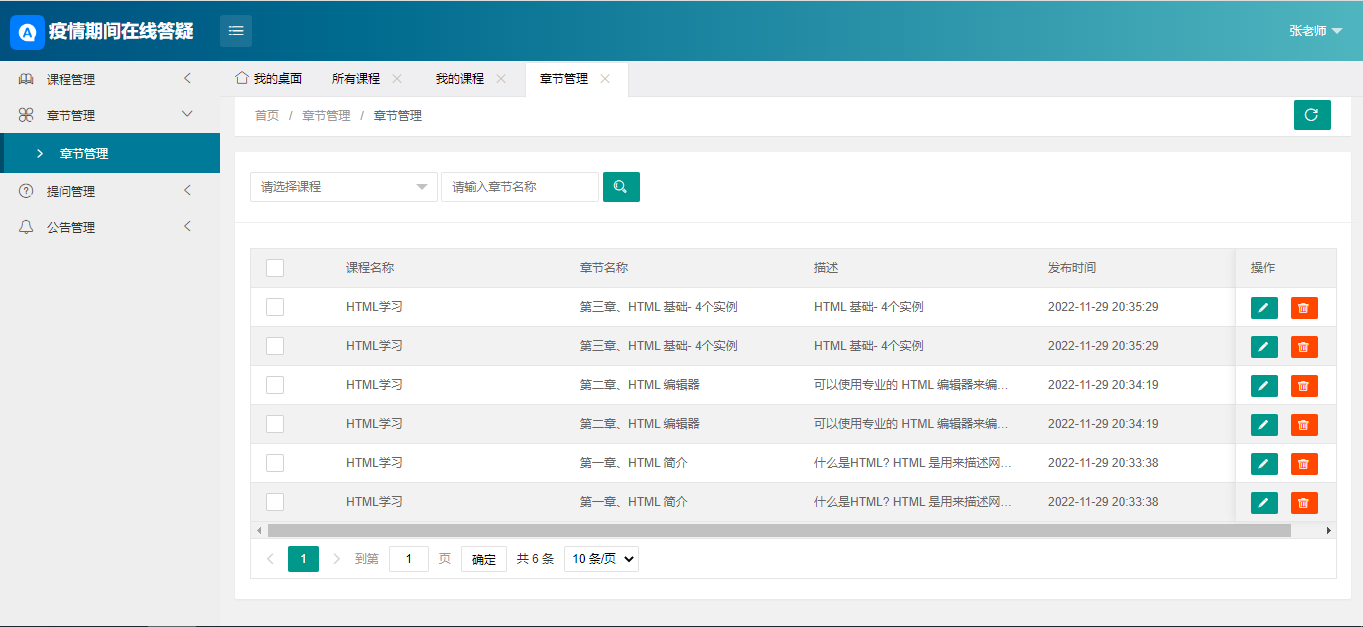 A 疫情期间在线答疑 张老师
课程管理
章节管理
章节管理
提问管理
公告管理
我的桌面 所有课程 我的课程 章节管理
首页 / 章节管理 / 章节管理
请选择课程 请输入章节名称
课程名称 章节名称 描述 发布时间 操作
HTML学习 第三章、HTML 基础- 4个实例 HTML 基础- 4个实例 2022-11-29 20:35:29
HTML学习 第三章、HTML 基础- 4个实例 HTML 基础- 4个实例 2022-11-29 20:35:29
HTML学习 第二章、HTML 编辑器 可以使用专业的 HTML 编辑器来编... 2022-11-29 20:34:19
HTML学习 第二章、HTML 编辑器 可以使用专业的 HTML 编辑器来编... 2022-11-29 20:34:19
HTML学习 第一章、HTML 简介 什么是HTML? HTML 是用来描述网... 2022-11-29 20:33:38
HTML学习 第一章、HTML 简介 什么是HTML? HTML 是用来描述网... 2022-11-29 20:33:38
1 到第 1 页 确定 共 6 条 10 条/页